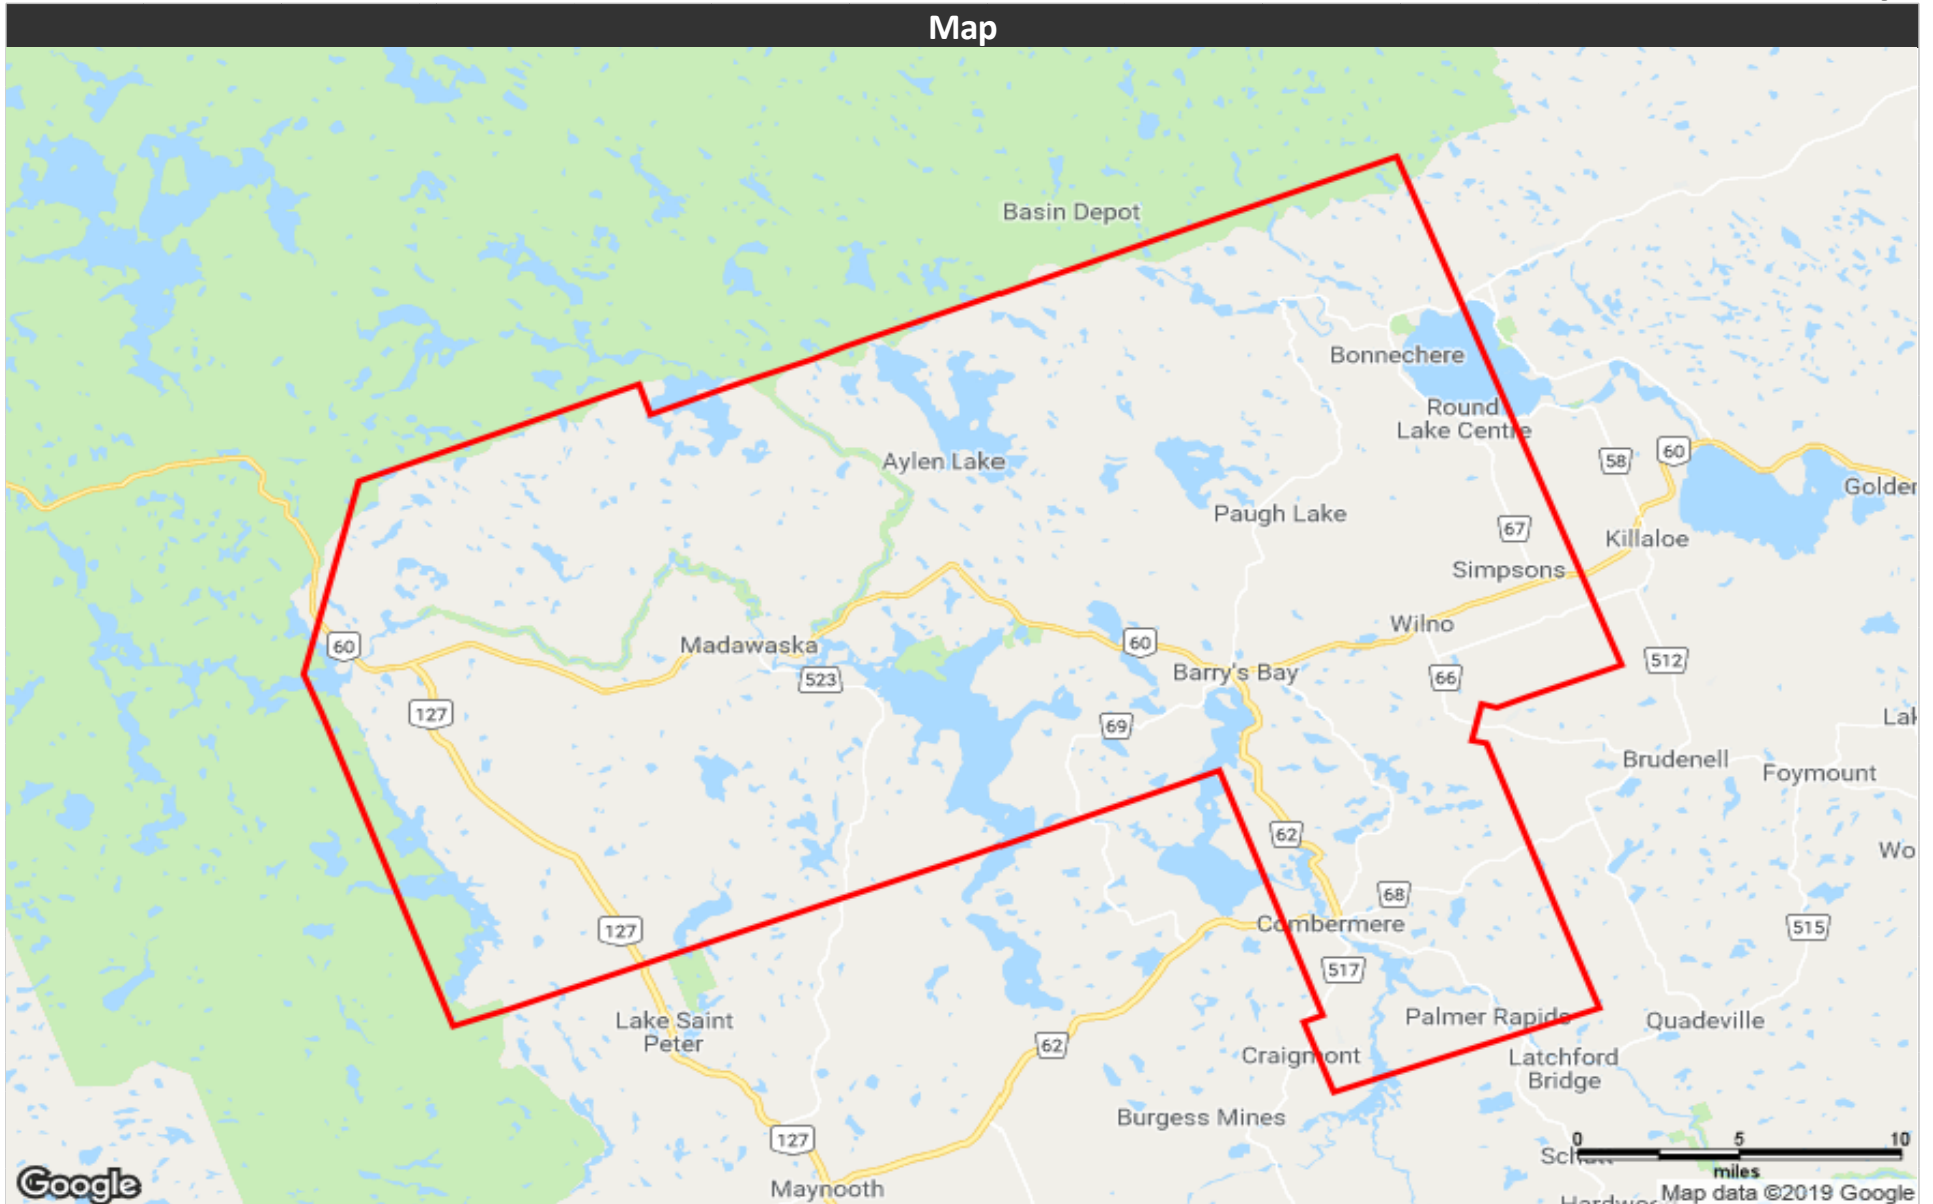 Map
Basin Depot
Bonnechere
Round
Lake Centre
Aylen Lake
58
60
Golden
Paugh Lake
67
Killaloe
Simpsons
Wilno
60
Madawaska
60
523
Barry's Bay
66
512
127
69
Lak
Brudenell
Foymount
62
Wo
68
127
Combermere
515
517
Lake Saint
Peter
Palmer Rapids
Quadeville
62
Craigmont
Latchford
Bridge
Burgess Mines
127
0 5 10
miles
Schutt
Maynooth
Google
Map data ©2019 Google